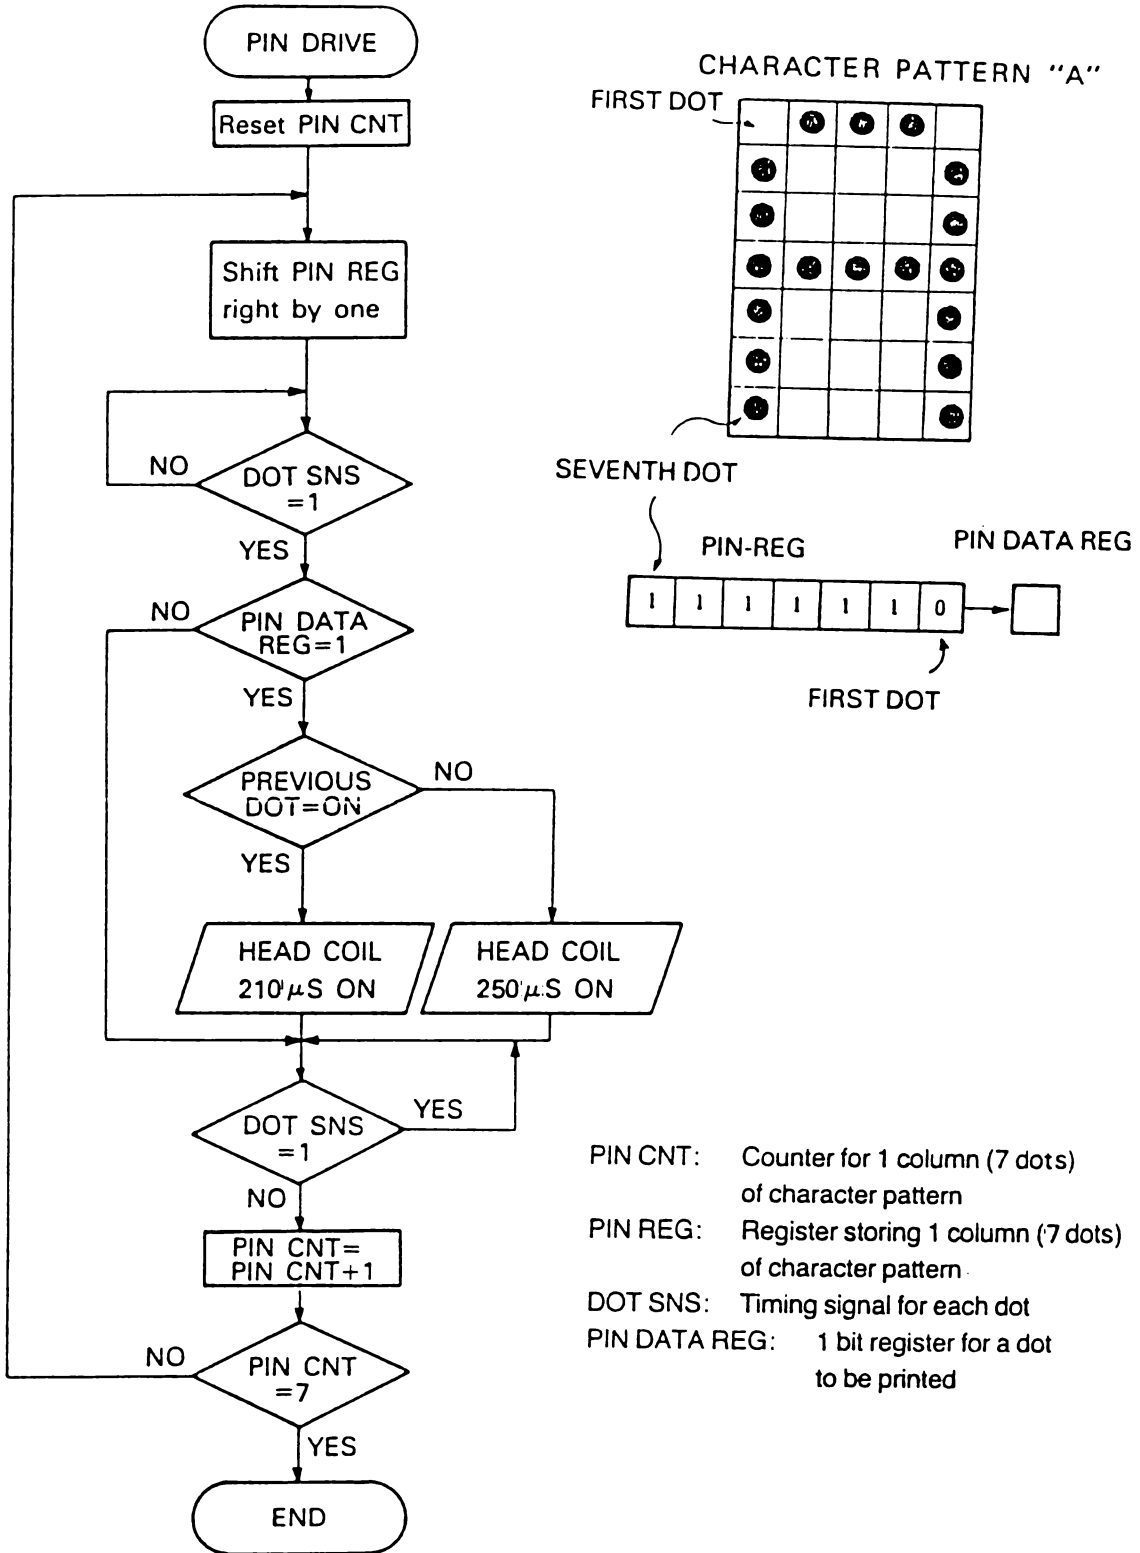 PIN DRIVE
Reset PIN CNT
Shift PIN REG
right by one
NO
DOT SNS
=1
YES
NO
PIN DATA
REG=1
YES
PREVIOUS
DOT=ON
NO
YES
HEAD COIL
210 μS ON
HEAD COIL
250 μS ON
DOT SNS
=1
YES
NO
PIN CNT=
PIN CNT+1
NO
PIN CNT
=7
YES
END
CHARACTER PATTERN "A"
FIRST DOT
SEVENTH DOT
PIN-REG
PIN DATA REG
1 1 1 1 1 1 0
FIRST DOT
PIN CNT: Counter for 1 column (7 dots)
of character pattern
PIN REG: Register storing 1 column (7 dots)
of character pattern
DOT SNS: Timing signal for each dot
PIN DATA REG: 1 bit register for a dot
to be printed